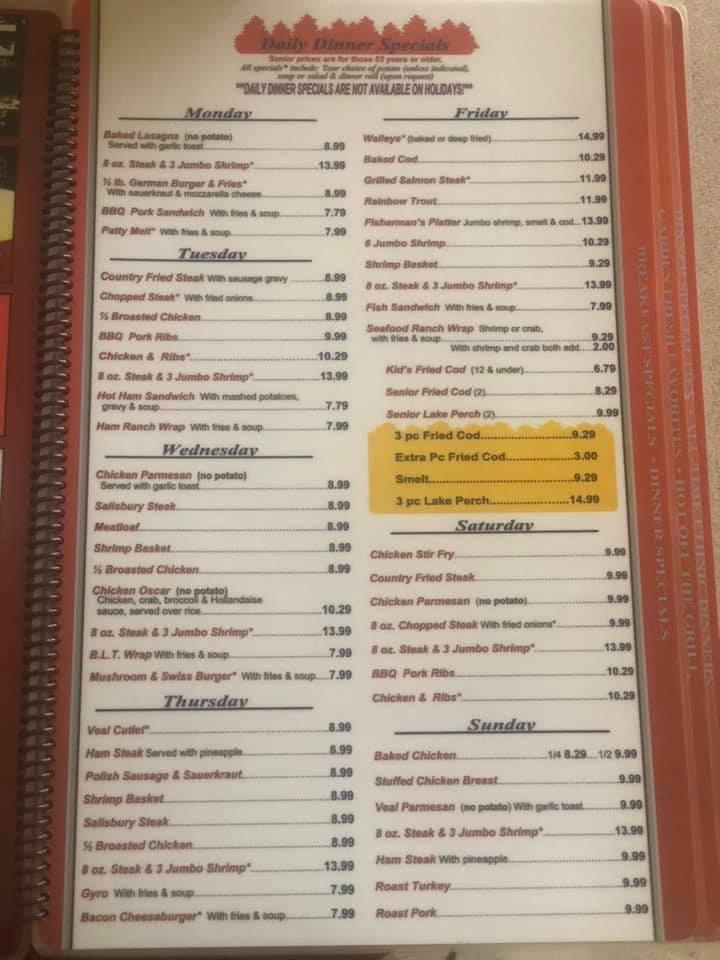 Daily Dinner Specials
Senior prices are for those 62 years or older.
All specials* include: Your choice of potato (unless indicated),
soup or salad & dinner roll (upon request)
***DAILY DINNER SPECIALS ARE NOT AVAILABLE ON HOLIDAYS!***
Monday
Baked Lasagna (no potato)
Served with garlic toast 8.99
8 oz. Steak & 3 Jumbo Shrimp* 13.99
½ lb. German Burger & Fries*
With sauerkraut & mozzarella cheese 8.99
BBQ Pork Sandwich With fries & soup 7.79
Patty Melt* With fries & soup 7.99
Tuesday
Country Fried Steak With sausage gravy 8.99
Chopped Steak* With fried onions 8.99
½ Broasted Chicken 8.99
BBQ Pork Ribs 9.99
Chicken & Ribs* 10.29
8 oz. Steak & 3 Jumbo Shrimp* 13.99
Hot Ham Sandwich With mashed potatoes,
gravy & soup 7.79
Ham Ranch Wrap With fries & soup 7.99
Wednesday
Chicken Parmesan (no potato)
Served with garlic toast 8.99
Salisbury Steak 8.99
Meatloaf 8.99
Shrimp Basket 8.99
½ Broasted Chicken 8.99
Chicken Oscar (no potato)
Chicken, crab, broccoli & Hollandaise
sauce, served over rice 10.29
8 oz. Steak & 3 Jumbo Shrimp* 13.99
B.L.T. Wrap With fries & soup 7.99
Mushroom & Swiss Burger* With fries & soup 7.99
Thursday
Veal Cutlet* 8.99
Ham Steak Served with pineapple 8.99
Polish Sausage & Sauerkraut 8.99
Shrimp Basket 8.99
Salisbury Steak 8.99
½ Broasted Chicken 8.99
8 oz. Steak & 3 Jumbo Shrimp* 13.99
Gyro With fries & soup 7.99
Bacon Cheeseburger* With fries & soup 7.99
Friday
Walleye* (baked or deep fried) 14.99
Baked Cod 10.29
Grilled Salmon Steak* 11.99
Rainbow Trout 11.99
Fisherman's Platter Jumbo shrimp, smelt & cod 13.99
6 Jumbo Shrimp 10.29
Shrimp Basket 9.29
8 oz. Steak & 3 Jumbo Shrimp* 13.99
Fish Sandwich With fries & soup 7.99
Seafood Ranch Wrap Shrimp or crab,
with fries & soup 9.29
With shrimp and crab both add 2.00
Kid's Fried Cod (12 & under) 6.79
Senior Fried Cod (2) 8.29
Senior Lake Perch (2) 9.99
3 pc Fried Cod 9.29
Extra Pc Fried Cod 3.00
Smelt 9.29
3 pc Lake Perch 14.99
Saturday
Chicken Stir Fry 9.99
Country Fried Steak 9.99
Chicken Parmesan (no potato) 9.99
8 oz. Chopped Steak With fried onions* 9.99
8 oz. Steak & 3 Jumbo Shrimp* 13.99
BBQ Pork Ribs 10.29
Chicken & Ribs* 10.29
Sunday
Baked Chicken 1/4 8.29 1/2 9.99
Stuffed Chicken Breast 9.99
Veal Parmesan (no potato) With garlic toast 9.99
8 oz. Steak & 3 Jumbo Shrimp* 13.99
Ham Steak With pineapple 9.99
Roast Turkey 9.99
Roast Pork 9.99
BREAKFAST SPECIALS • DINNER SPECIALS
GARDEN FRESH FAVORITES • HOT OFF THE GRILL
DINNER SPECIALTIES • ALL TIME ETHNIC DINNERS